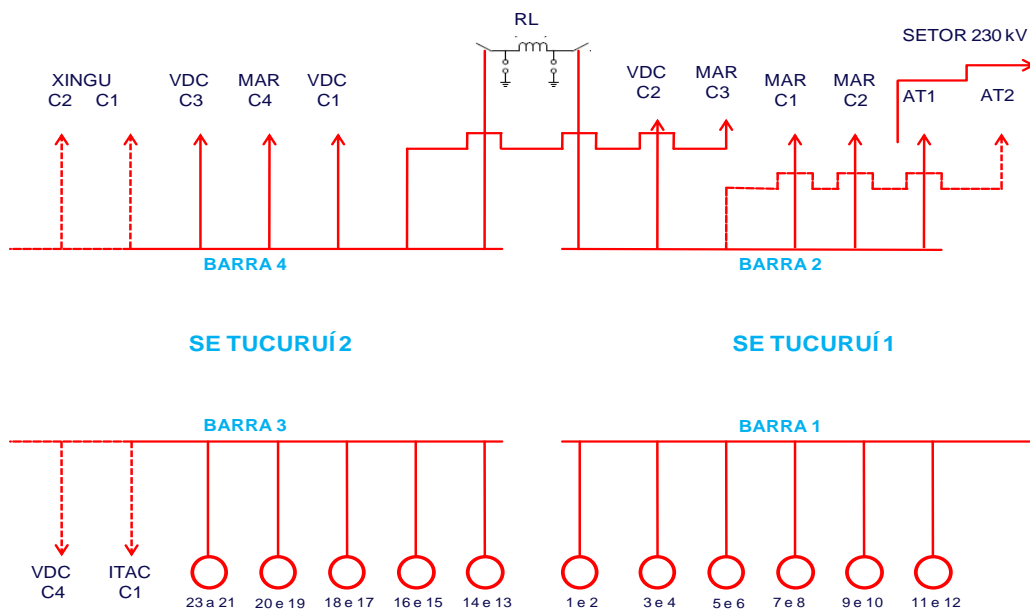 RL
SETOR 230 kV
XINGU
C2 C1
VDC
C3
MAR
C4
VDC
C1
VDC
C2
MAR
C3
MAR
C1
MAR
C2
AT1
AT2
BARRA 4
BARRA 2
SE TUCURUÍ 2
SE TUCURUÍ 1
BARRA 3
BARRA 1
VDC
C4
ITAC
C1
23 a 21
20 e 19
18 e 17
16 e 15
14 e 13
1 e 2
3 e 4
5 e 6
7 e 8
9 e 10
11 e 12